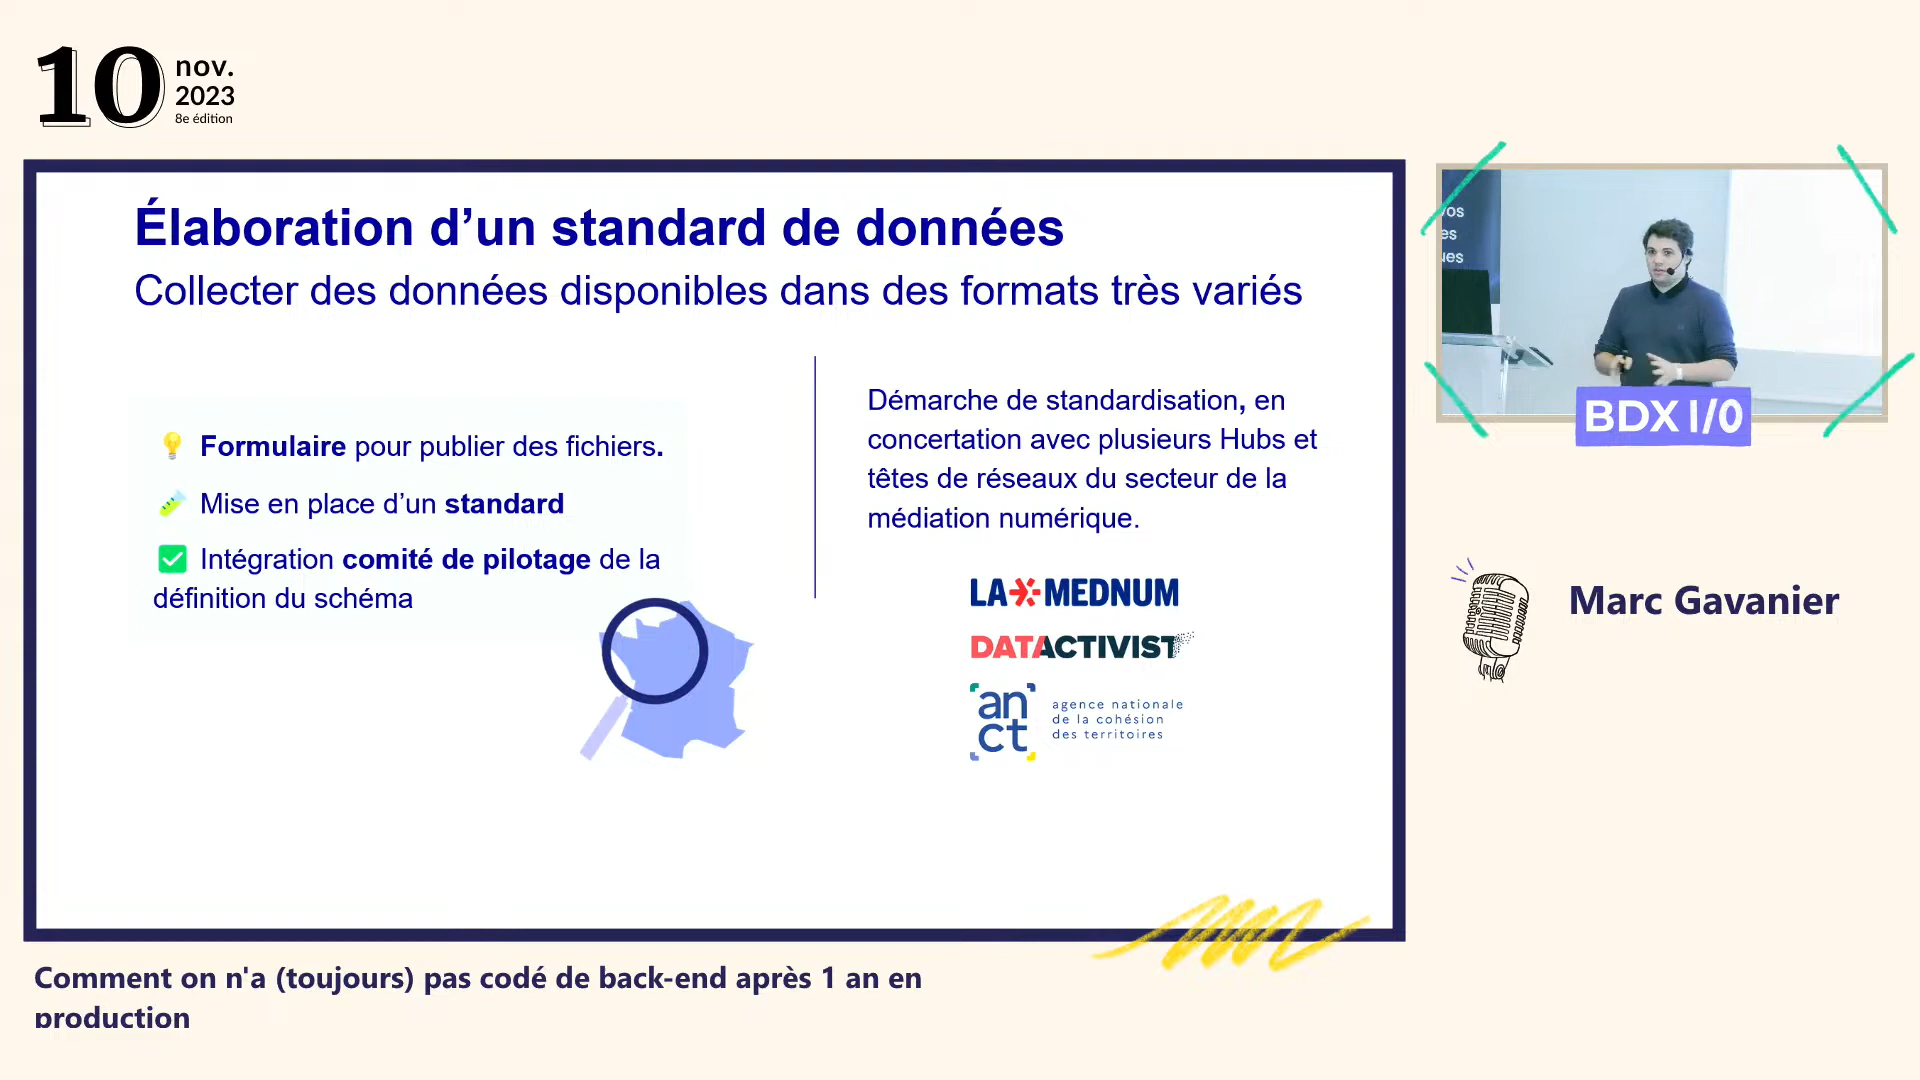 10
nov.
2023
8e édition
Élaboration d’un standard de données
Collecter des données disponibles dans des formats très variés
💡 Formulaire pour publier des fichiers.
🧪 Mise en place d’un standard
✅ Intégration comité de pilotage de la
définition du schéma
Démarche de standardisation, en
concertation avec plusieurs Hubs et
têtes de réseaux du secteur de la
médiation numérique.
LA MEDNUM
DATACTIVIST
an
ct
agence nationale
de la cohésion
des territoires
BDX I/O
Marc Gavanier
Comment on n'a (toujours) pas codé de back-end après 1 an en
production